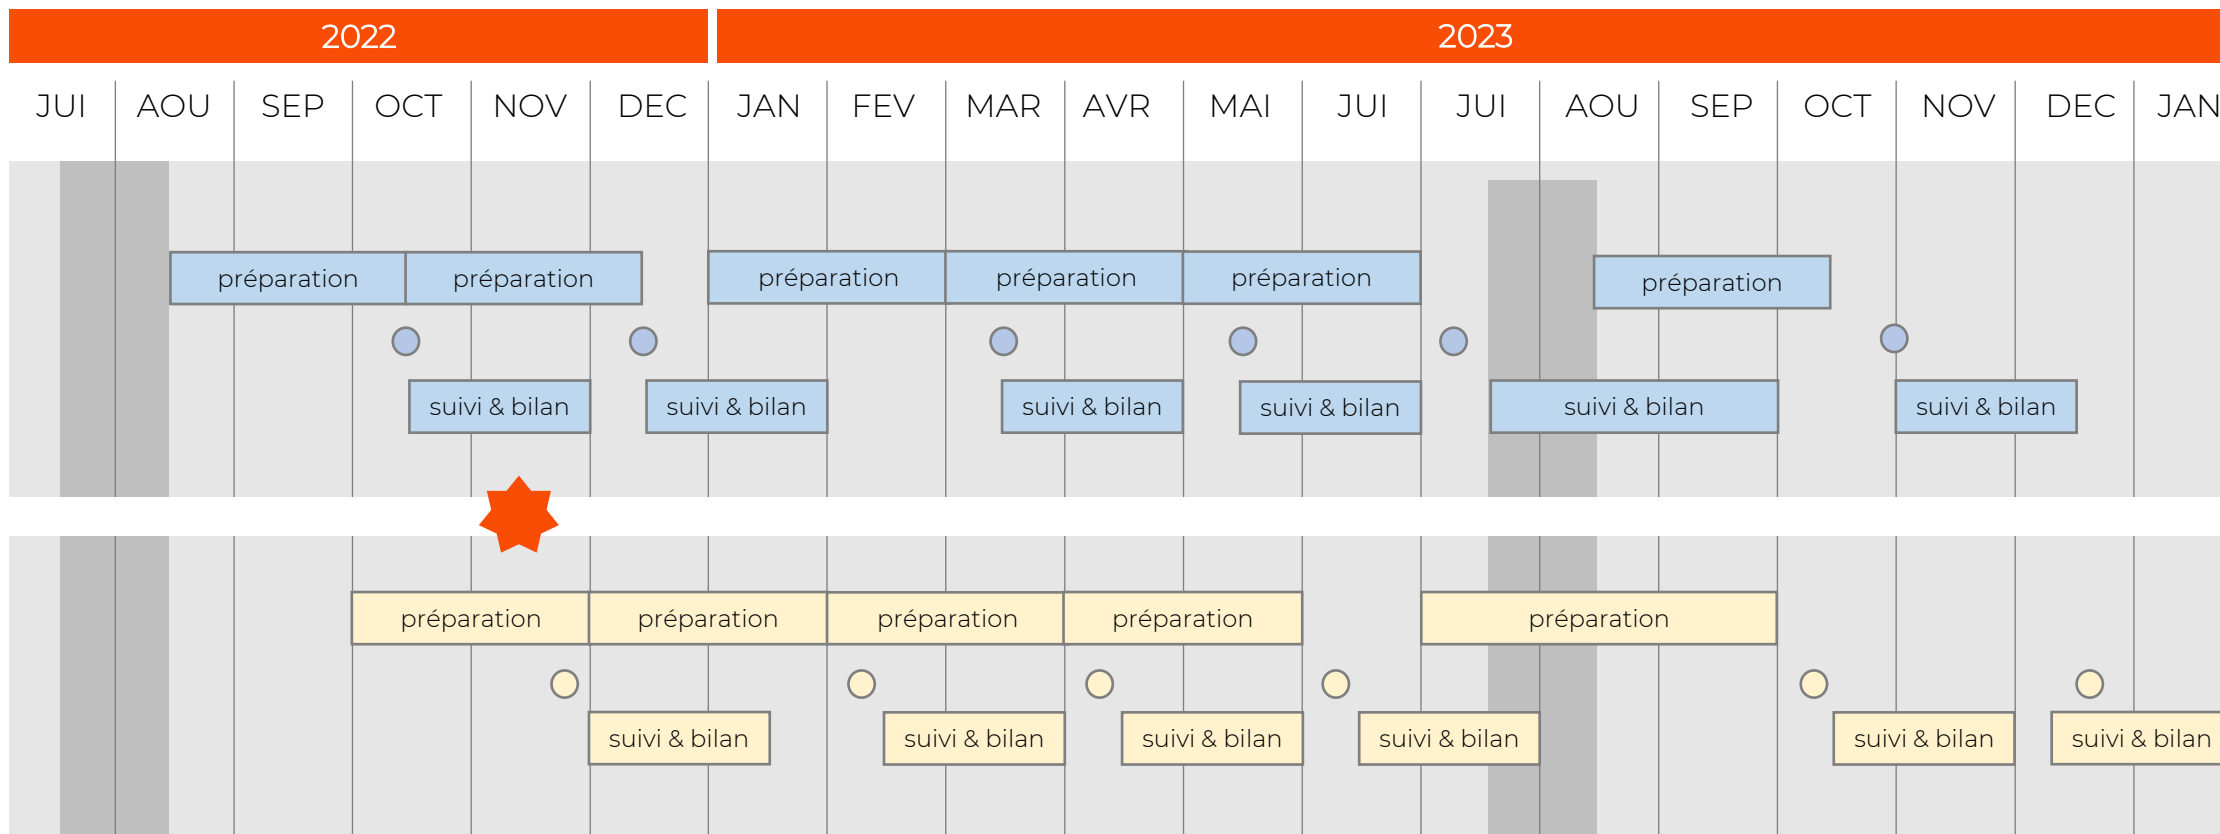 2022 2023
JUI AOU SEP OCT NOV DEC JAN FEV MAR AVR MAI JUI JUI AOU SEP OCT NOV DEC JAN
préparation préparation préparation préparation préparation préparation
suivi & bilan suivi & bilan suivi & bilan suivi & bilan suivi & bilan suivi & bilan
préparation préparation préparation préparation préparation
suivi & bilan suivi & bilan suivi & bilan suivi & bilan suivi & bilan suivi & bilan